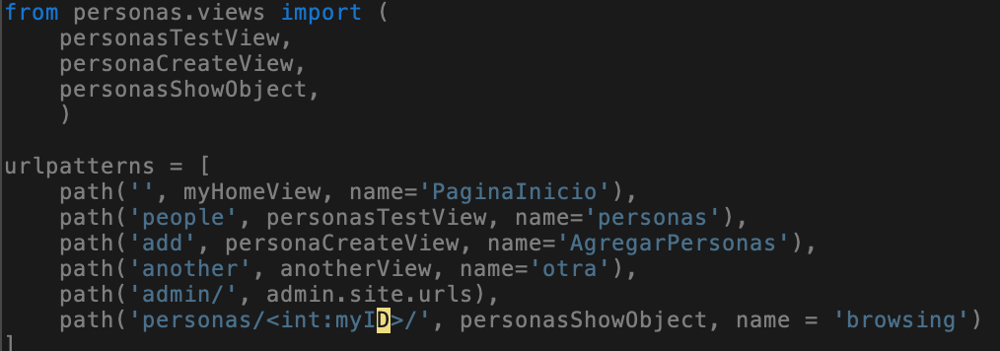 from personas.views import (
    personasTestView,
    personaCreateView,
    personasShowObject,
    )

urlpatterns = [
    path('', myHomeView, name='PaginaInicio'),
    path('people', personasTestView, name='personas'),
    path('add', personaCreateView, name='AgregarPersonas'),
    path('another', anotherView, name='otra'),
    path('admin/', admin.site.urls),
    path('personas/<int:myID>/', personasShowObject, name = 'browsing')
]